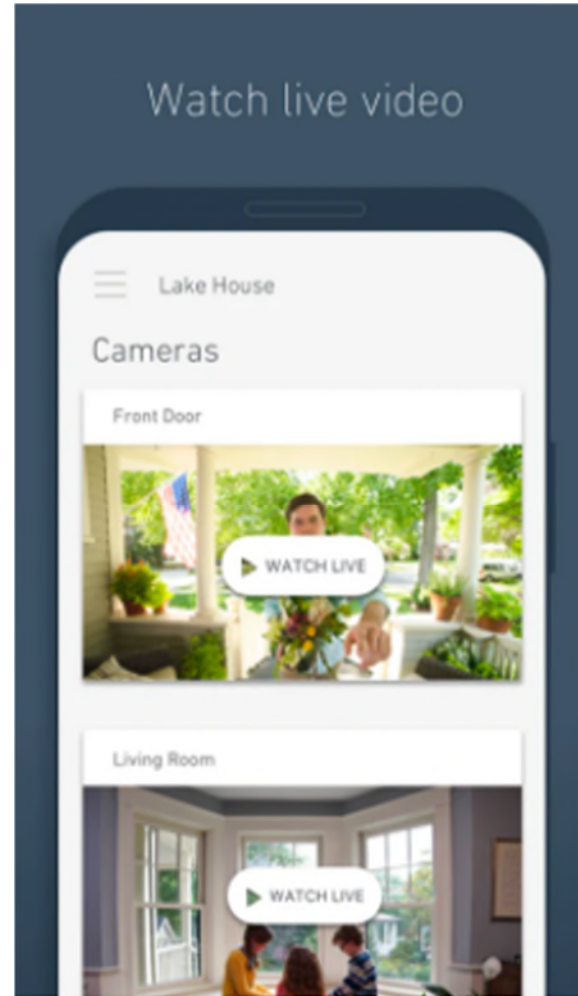 Watch live video
Lake House
Cameras
Front Door
WATCH LIVE
Living Room
WATCH LIVE